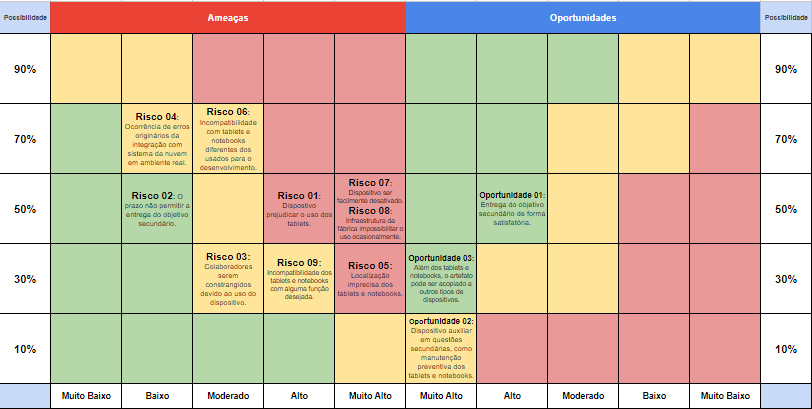 Possibilidade
Ameaças
Oportunidades
Possibilidade
90%
90%
70%
Risco 04:
Ocorrência de erros
originários da
integração com
sistema da nuvem
em ambiente real.
Risco 06:
Incompatibilidade
com tablets e
notebooks
diferentes dos
usados para o
desenvolvimento.
70%
50%
Risco 02: O
prazo não permitir a
entrega do objetivo
secundário.
Risco 01:
Dispostivo
prejudicar o uso dos
tablets.
Risco 07:
Dispositivo ser
facilmente desativado.
Risco 08:
Infraestrutura da
fábrica impossibilitar o
uso ocasionalmente.
Oportunidade 01:
Entrega do objetivo
secundário de forma
satisfatória.
50%
30%
Risco 03:
Colaboradores
serem
constrangidos
devido ao uso do
dispositivo.
Risco 09:
Incompatibilidade dos
tablets e notebooks
com alguma função
desejada.
Risco 05:
Localização
imprecisa dos
tablets e notebooks.
Oportunidade 03:
Além dos tablets e
notebooks, o artefato
pode ser acoplado a
outros tipos de
dispositivos.
30%
10%
Oportunidade 02:
Dispositivo auxiliar
em questões
secundárias, como
manutenção
preventiva dos
tablets e notebooks.
10%
Muito Baixo
Baixo
Moderado
Alto
Muito Alto
Muito Alto
Alto
Moderado
Baixo
Muito Baixo